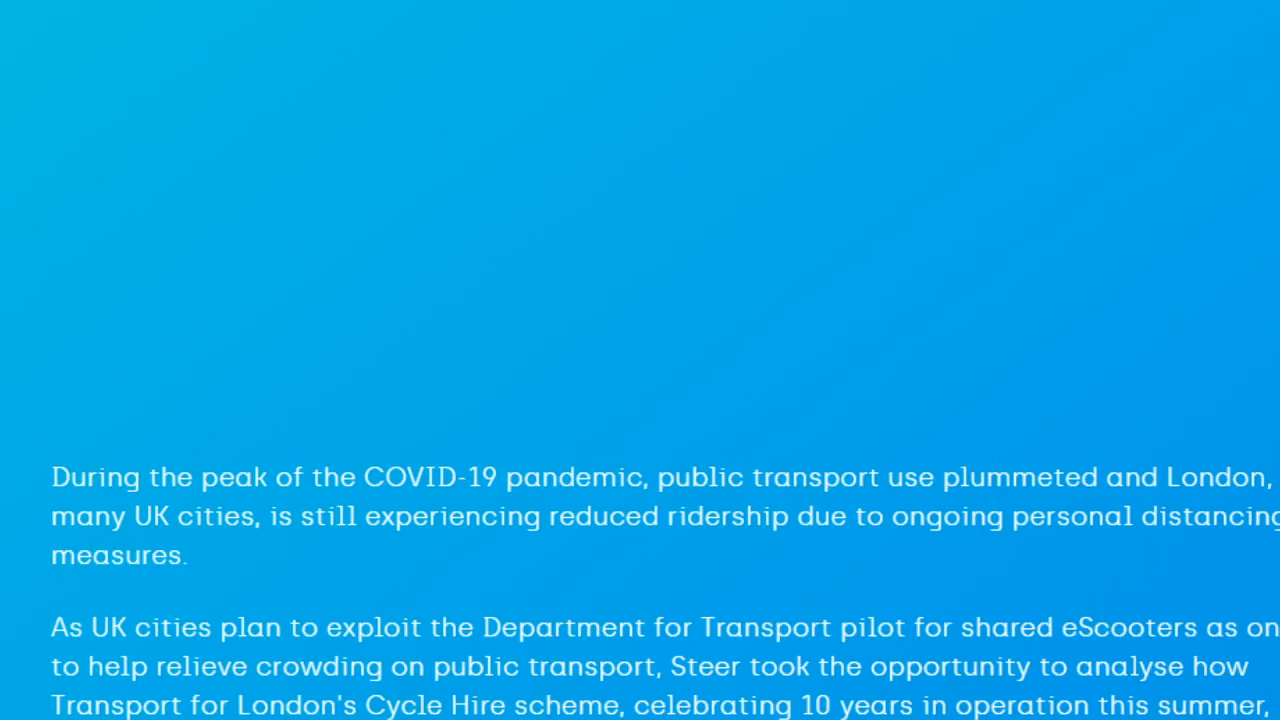 During the peak of the COVID-19 pandemic, public transport use plummeted and London,
many UK cities, is still experiencing reduced ridership due to ongoing personal distancing
measures.
As UK cities plan to exploit the Department for Transport pilot for shared eScooters as on
to help relieve crowding on public transport, Steer took the opportunity to analyse how
Transport for London's Cycle Hire scheme, celebrating 10 years in operation this summer,